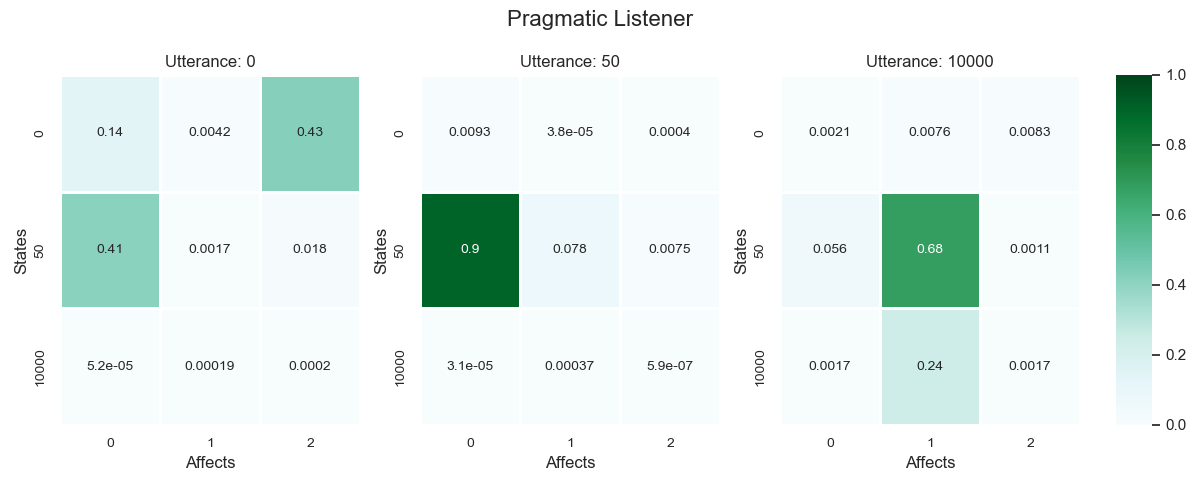 Pragmatic Listener
Utterance: 0
Utterance: 50
Utterance: 10000
States
0
50
10000
0.14 0.0042 0.43
0.41 0.0017 0.018
5.2e-05 0.00019 0.0002
0 1 2
Affects
States
0
50
10000
0.0093 3.8e-05 0.0004
0.9 0.078 0.0075
3.1e-05 0.00037 5.9e-07
0 1 2
Affects
States
0
50
10000
0.0021 0.0076 0.0083
0.056 0.68 0.0011
0.0017 0.24 0.0017
0 1 2
Affects
1.0
0.8
0.6
0.4
0.2
0.0